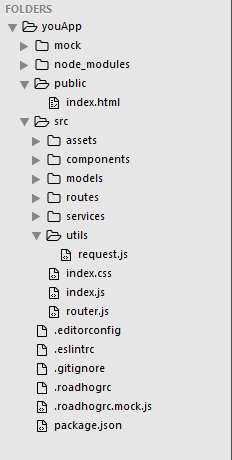 FOLDERS
youApp
mock
node_modules
public
index.html
src
assets
components
models
routes
services
utils
request.js
index.css
index.js
router.js
.editorconfig
.eslintrc
.gitignore
.roadhogrc
.roadhogrc.mock.js
package.json